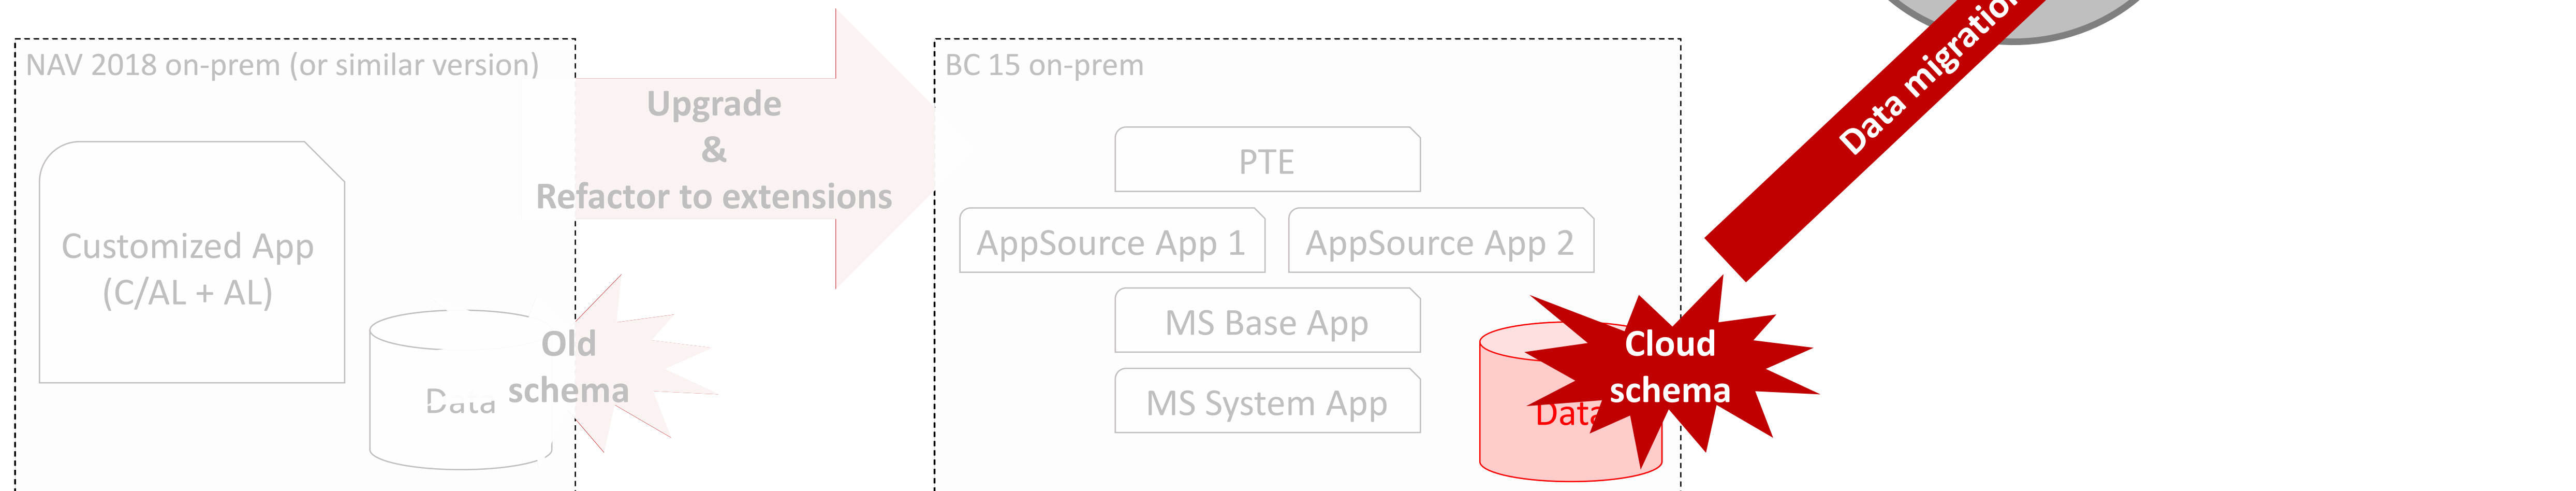 NAV 2018 on-prem (or similar version)
Customized App
(C/AL + AL)
Data
Old
schema
Upgrade
&
Refactor to extensions
BC 15 on-prem
PTE
AppSource App 1
AppSource App 2
MS Base App
MS System App
Data
Cloud
schema
Data migration